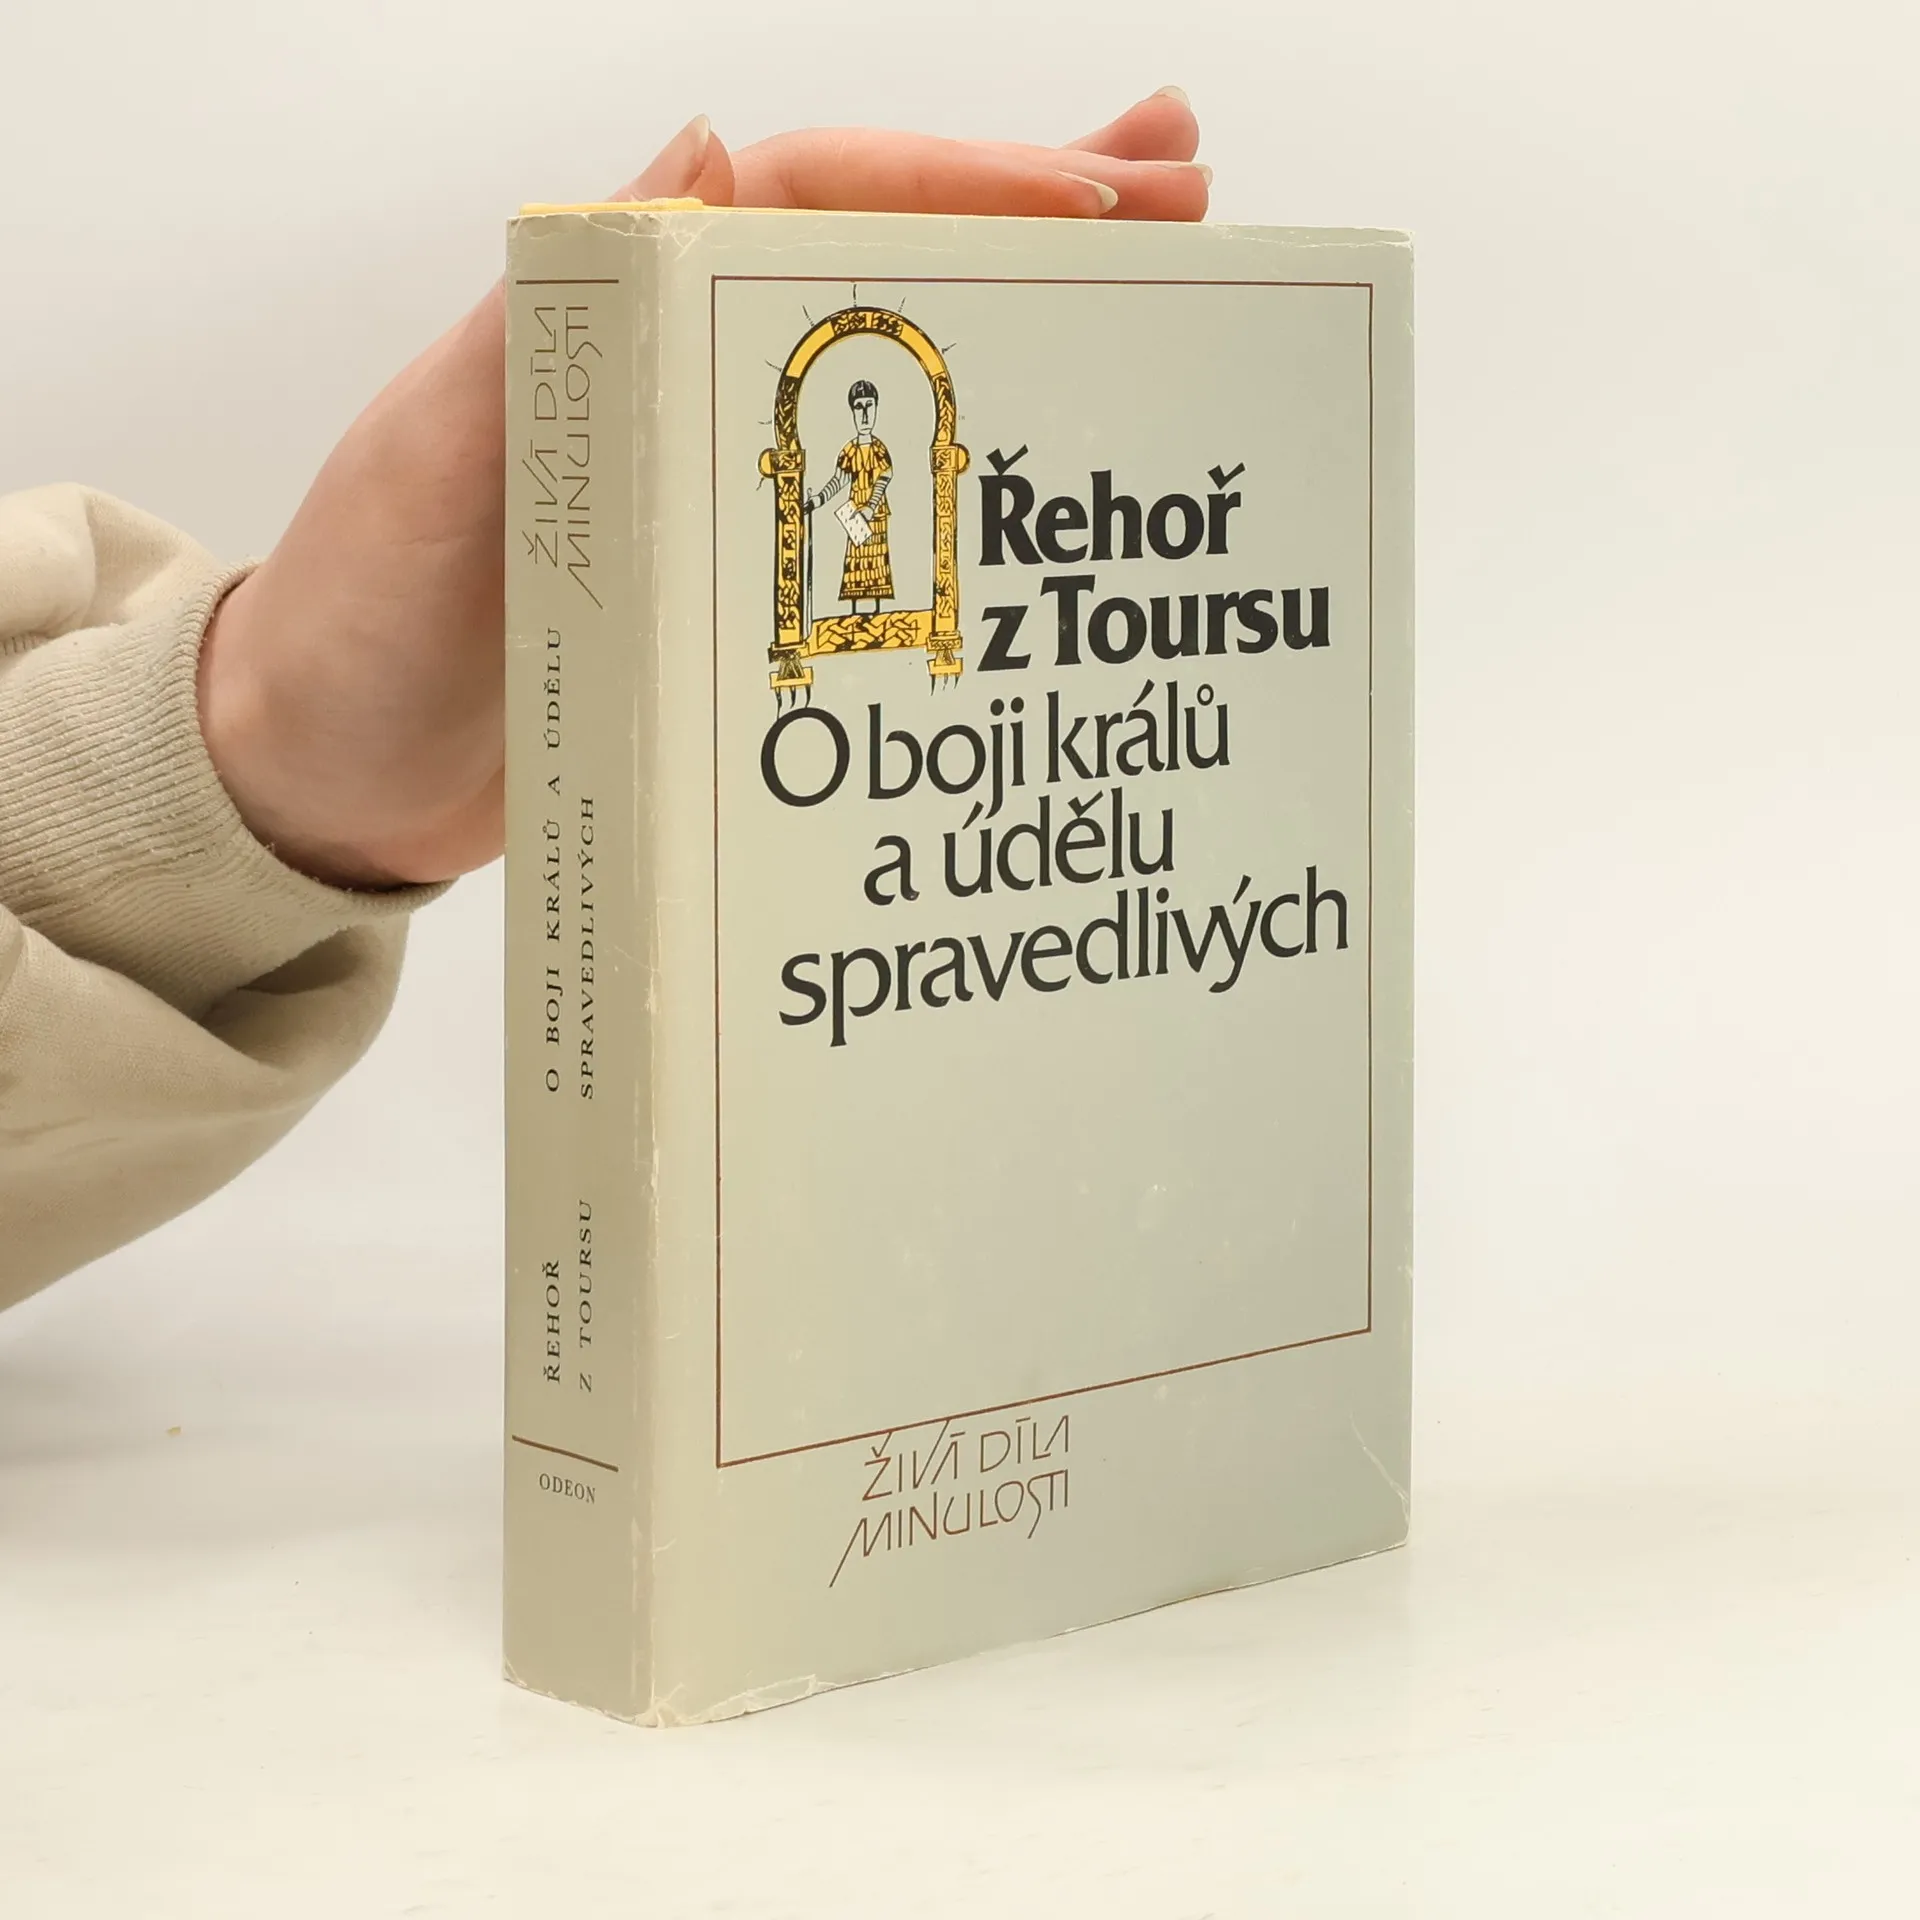 ŽIVÁ DÍLA
MINULOSTI
O BOJI KRÁLŮ A ÚDĚLU
SPRAVEDLIVÝCH
ŘEHOŘ
Z TOURSU
ODEON
Řehoř
z Toursu
O boji králů
a údělu
spravedlivých
ŽIVÁ DÍLA
MINULOSTI